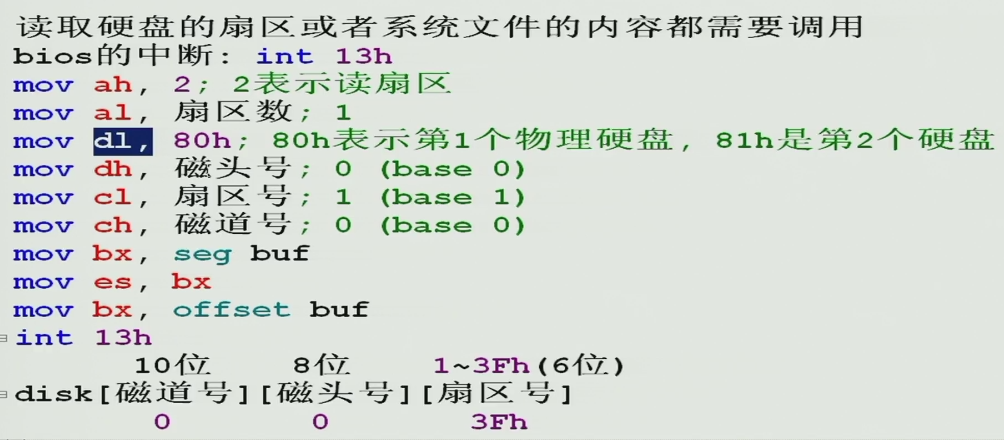 读取硬盘的扇区或者系统文件的内容都需要调用
bios的中断: int 13h
mov ah, 2; 2表示读扇区
mov al, 扇区数; 1
mov dl, 80h; 80h表示第1个物理硬盘, 81h是第2个硬盘
mov dh, 磁头号; 0 (base 0)
mov cl, 扇区号; 1 (base 1)
mov ch, 磁道号; 0 (base 0)
mov bx, seg buf
mov es, bx
mov bx, offset buf
int 13h
10位 8位 1~3Fh(6位)
disk[磁道号][磁头号][扇区号]
0 0 3Fh